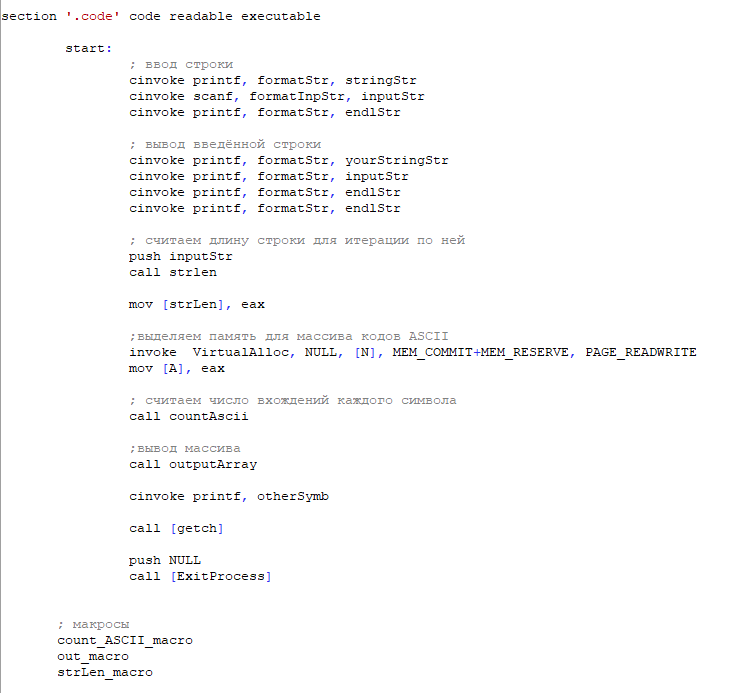 section '.code' code readable executable
start:
; ввод строки
cinvoke printf, formatStr, stringStr
cinvoke scanf, formatInpStr, inputStr
cinvoke printf, formatStr, endlStr
; вывод введённой строки
cinvoke printf, formatStr, yourStringStr
cinvoke printf, formatStr, inputStr
cinvoke printf, formatStr, endlStr
cinvoke printf, formatStr, endlStr
; считаем длину строки для итерации по ней
push inputStr
call strlen
mov [strLen], eax
;выделяем память для массива кодов ASCII
invoke  VirtualAlloc, NULL, [N], MEM_COMMIT+MEM_RESERVE, PAGE_READWRITE
mov [A], eax
; считаем число вхождений каждого символа
call countAscii
;вывод массива
call outputArray
cinvoke printf, otherSymb
call [getch]
push NULL
call [ExitProcess]
; макросы
count_ASCII_macro
out_macro
strLen_macro